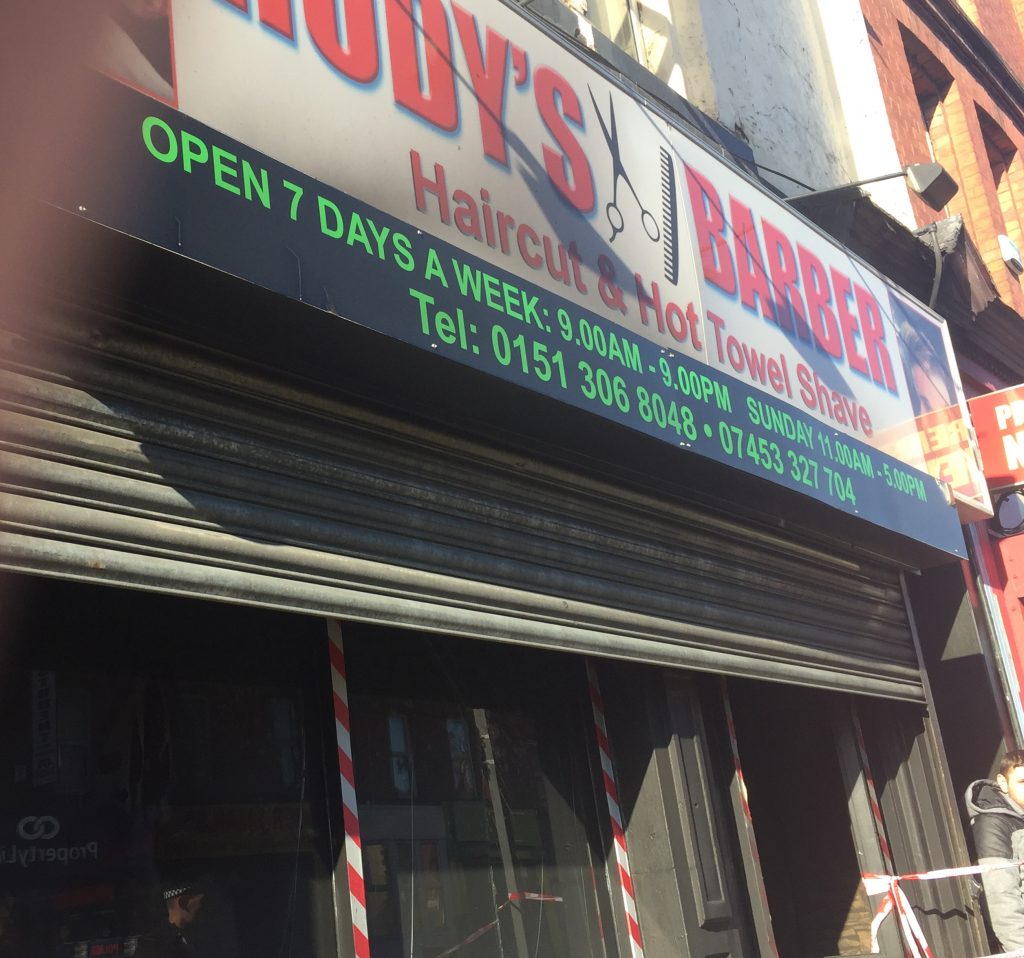 BARBER
Haircut & Hot Towel Shave
OPEN 7 DAYS A WEEK: 9.00AM - 9.00PM SUNDAY 11.00AM - 5.00PM
Tel: 0151 306 8048 • 07453 327 704